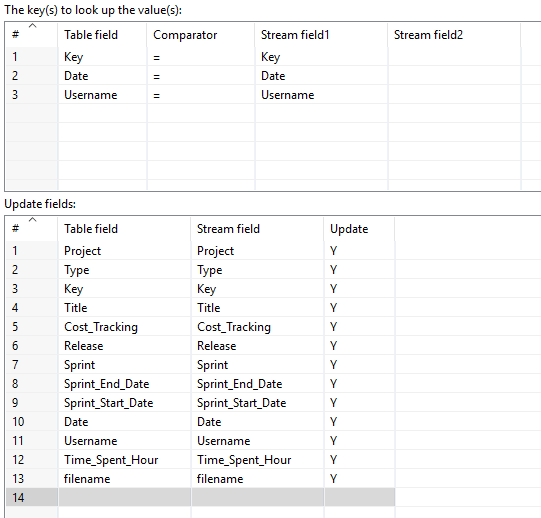 The key(s) to look up the value(s):
# Table field Comparator Stream field1 Stream field2
1 Key = Key
2 Date = Date
3 Username = Username
Update fields:
# Table field Stream field Update
1 Project Project Y
2 Type Type Y
3 Key Key Y
4 Title Title Y
5 Cost_Tracking Cost_Tracking Y
6 Release Release Y
7 Sprint Sprint Y
8 Sprint_End_Date Sprint_End_Date Y
9 Sprint_Start_Date Sprint_Start_Date Y
10 Date Date Y
11 Username Username Y
12 Time_Spent_Hour Time_Spent_Hour Y
13 filename filename Y
14